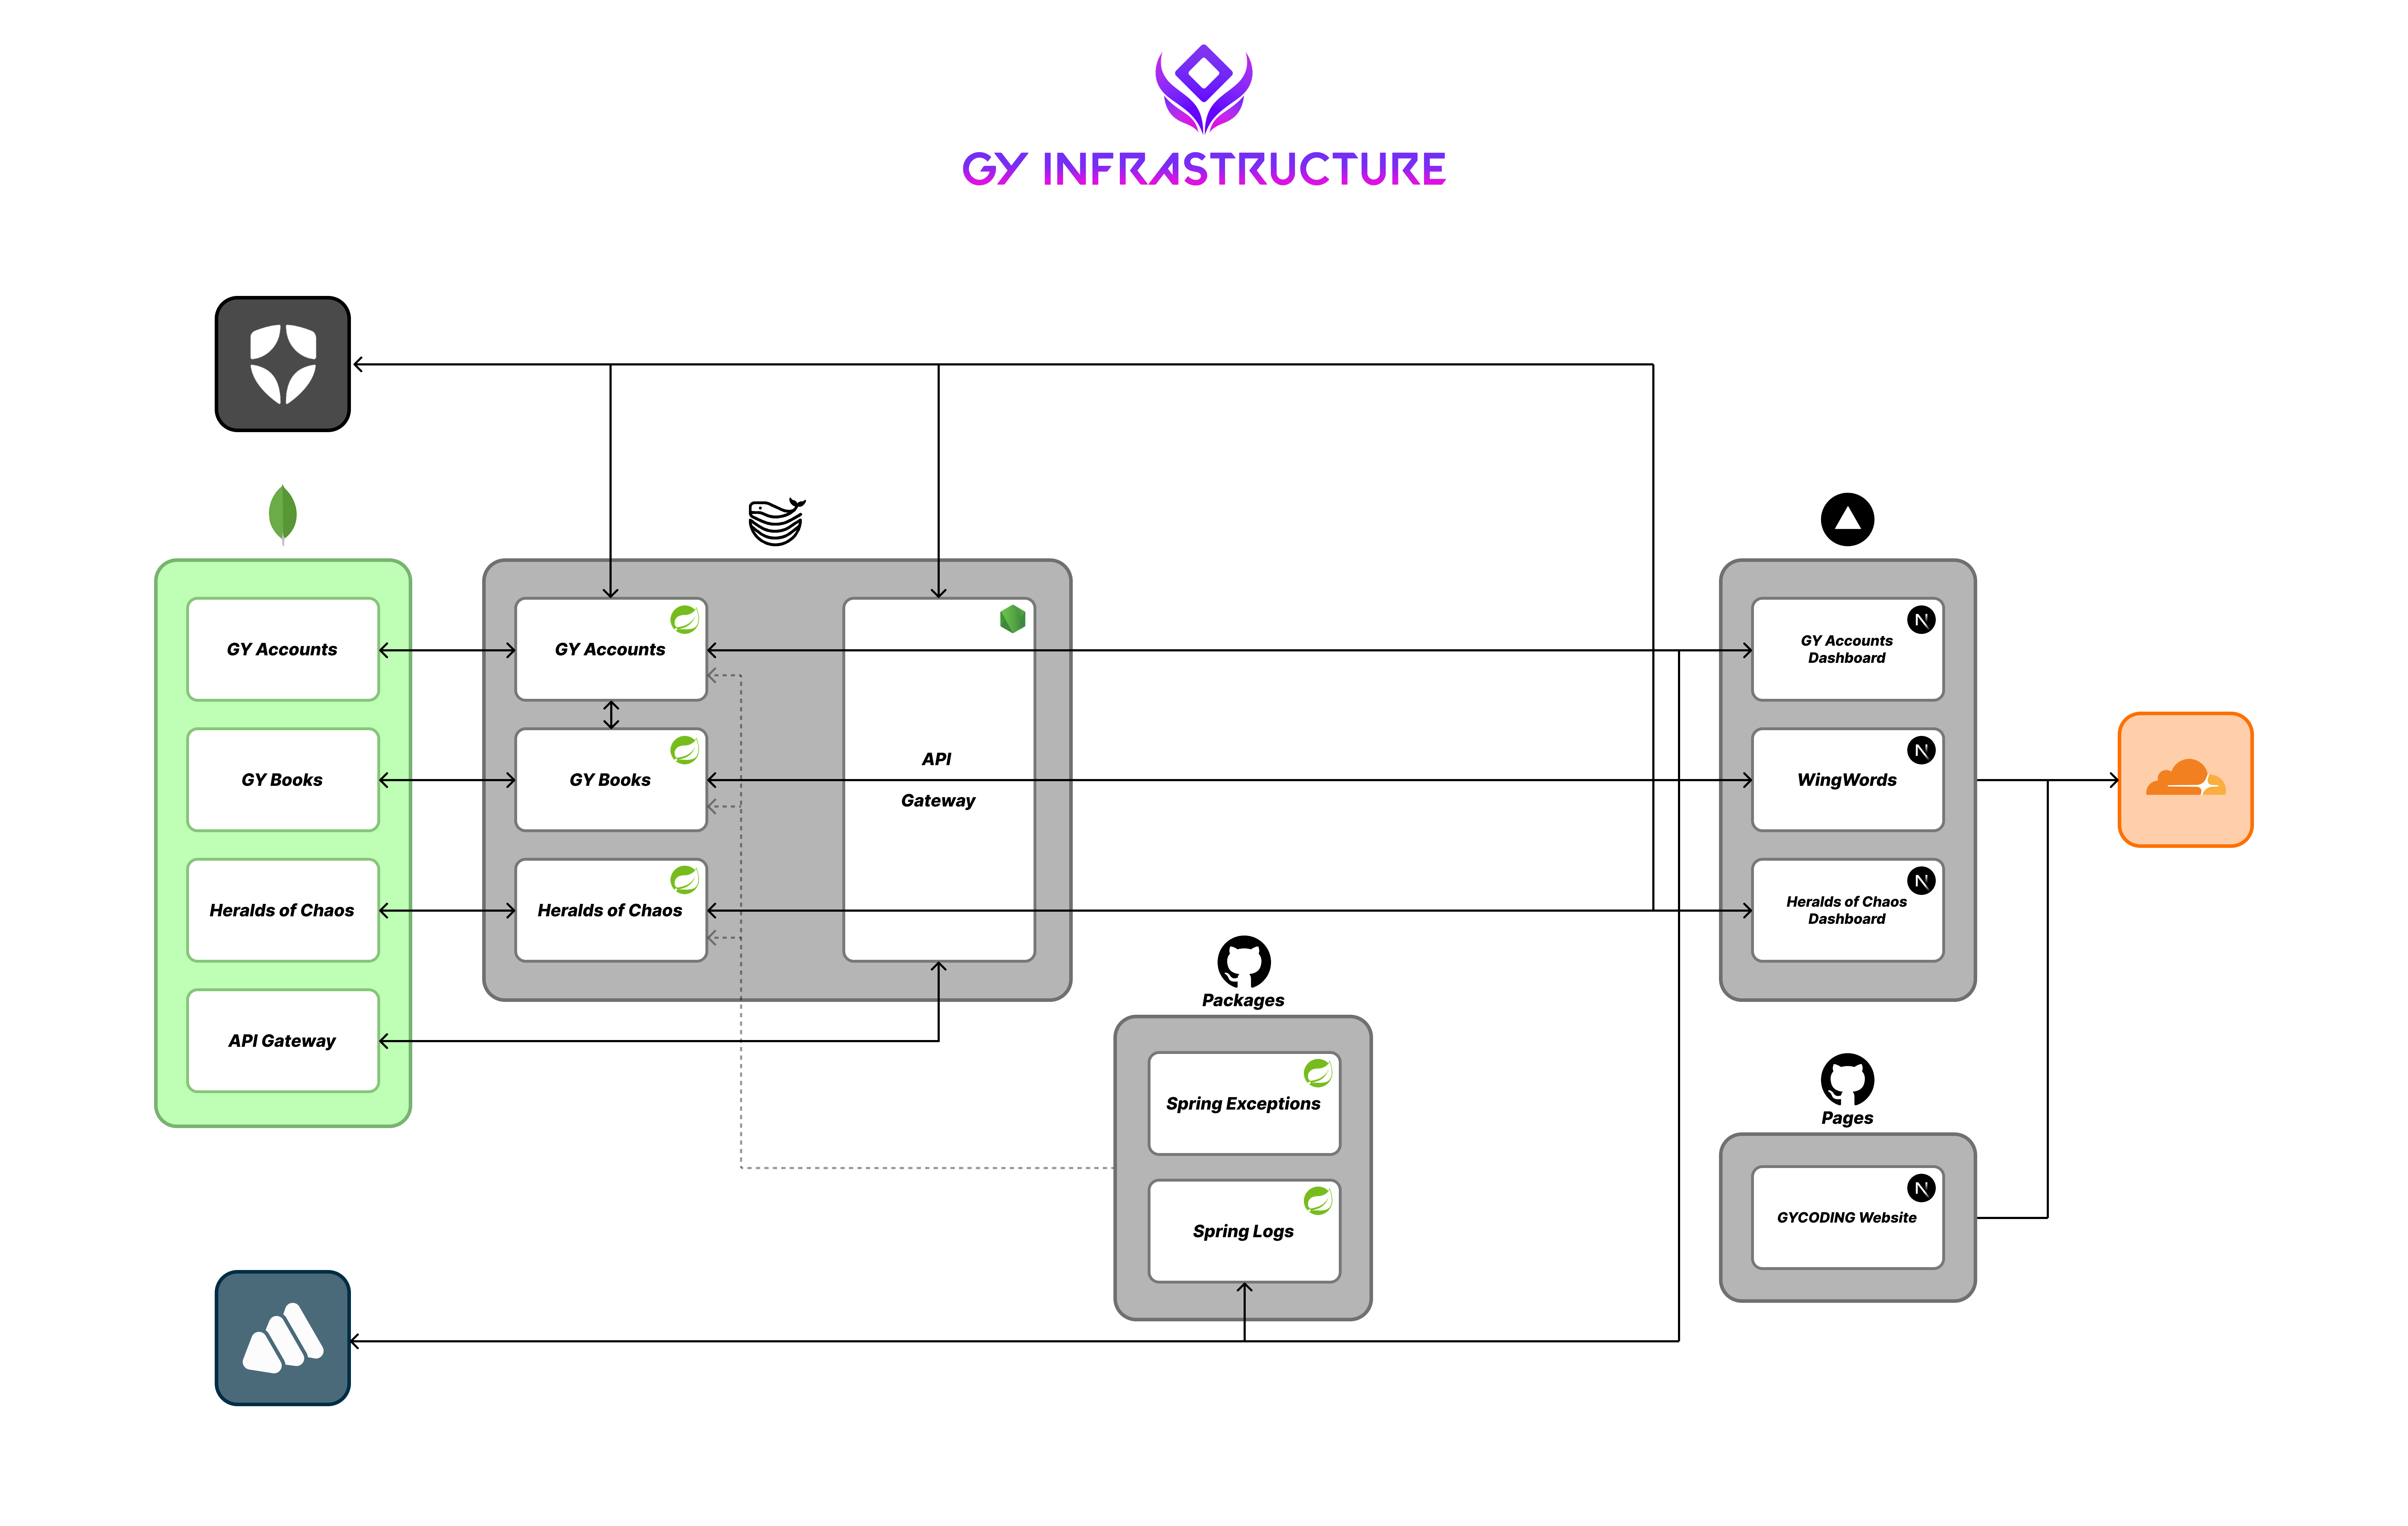 GY INFRASTRUCTURE
GY Accounts
GY Books
Heralds of Chaos
API Gateway
GY Accounts
GY Books
Heralds of Chaos
API
Gateway
Packages
Spring Exceptions
Spring Logs
GY Accounts
Dashboard
WingWords
Heralds of Chaos
Dashboard
Pages
GYCODING Website